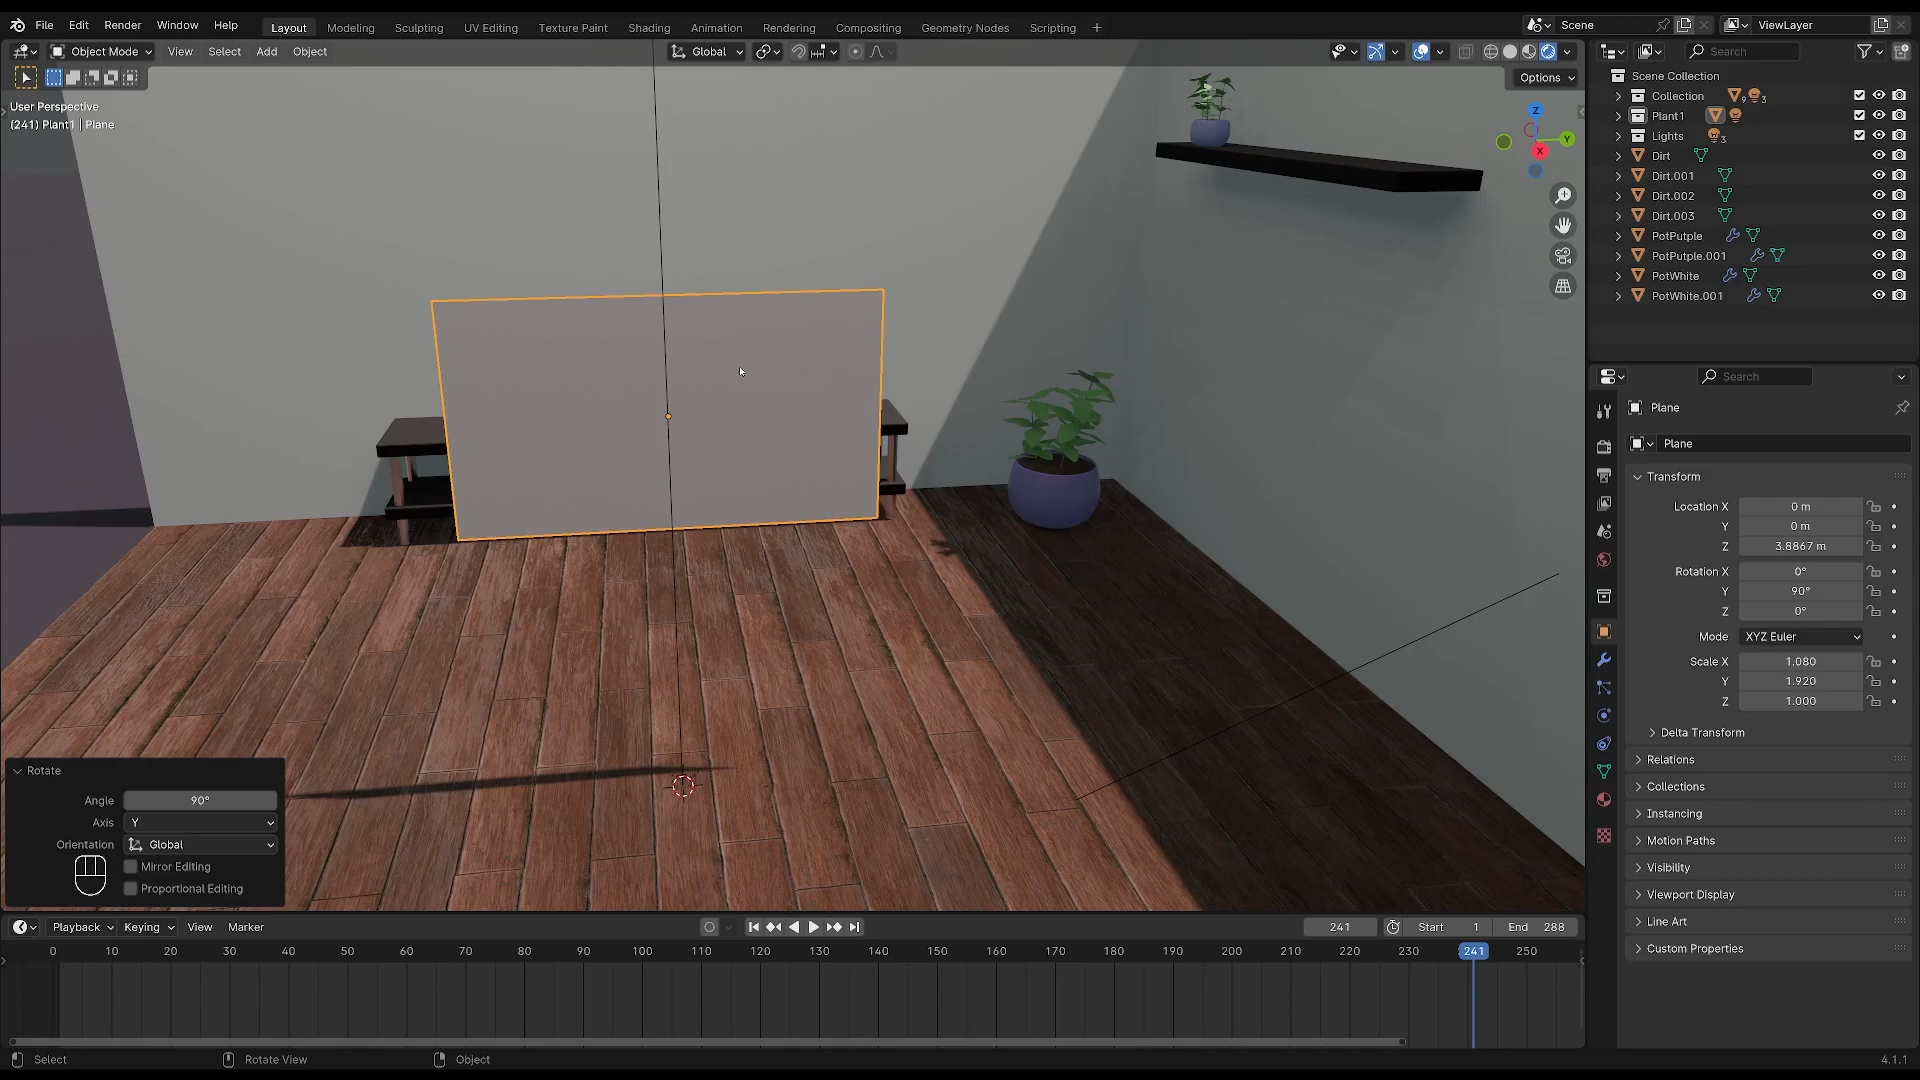 File Edit Render Window Help Layout Modeling Sculpting UV Editing Texture Paint Shading Animation Rendering Compositing Geometry Nodes Scripting Scene ViewLayer
Object Mode View Select Add Object Global Search
Options
User Perspective
(241) Plant1 | Plane
Z
Y
X
Scene Collection
Collection 9 3
Plant1
Lights 3
Dirt
Dirt.001
Dirt.002
Dirt.003
PotPutple
PotPutple.001
PotWhite
PotWhite.001
Search
Plane
Plane
Transform
Location X 0 m
Y 0 m
Z 3.8867 m
Rotation X 0°
Y 90°
Z 0°
Mode XYZ Euler
Scale X 1.080
Y 1.920
Z 1.000
Delta Transform
Relations
Collections
Instancing
Motion Paths
Visibility
Viewport Display
Line Art
Custom Properties
Rotate
Angle 90°
Axis Y
Orientation Global
Mirror Editing
Proportional Editing
Playback Keying View Marker 241 Start 1 End 288
0 10 20 30 40 50 60 70 80 90 100 110 120 130 140 150 160 170 180 190 200 210 220 230 241 250
Select Rotate View Object 4.1.1